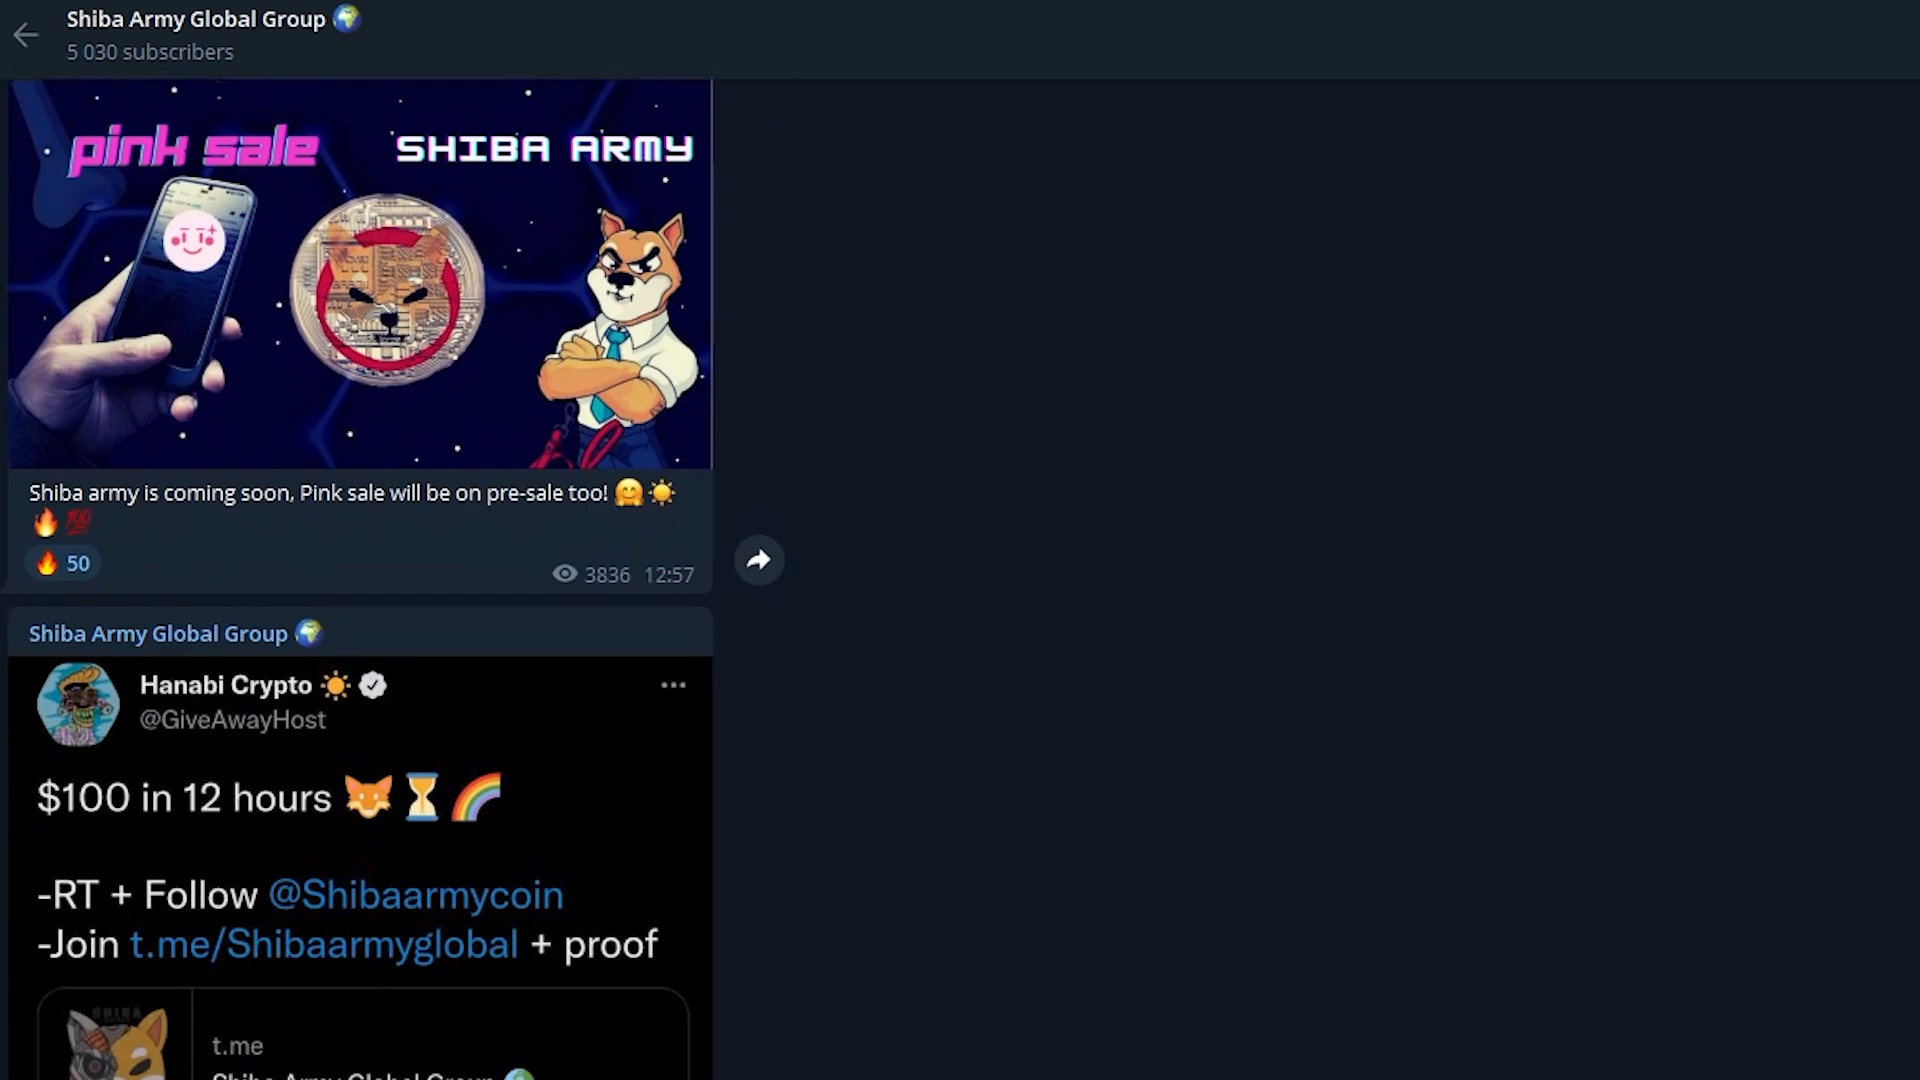 Shiba Army Global Group 🌍
5 030 subscribers
pink sale
SHIBA ARMY
Shiba army is coming soon, Pink sale will be on pre-sale too! 🤗☀️
🔥💯
🔥 50
3836 12:57
Shiba Army Global Group 🌍
Hanabi Crypto ☀️
@GiveAwayHost
$100 in 12 hours 🦊⏳🌈
-RT + Follow @Shibaarmycoin
-Join t.me/Shibaarmyglobal + proof
SHIBA
t.me
Shiba Army Global Group 🌍